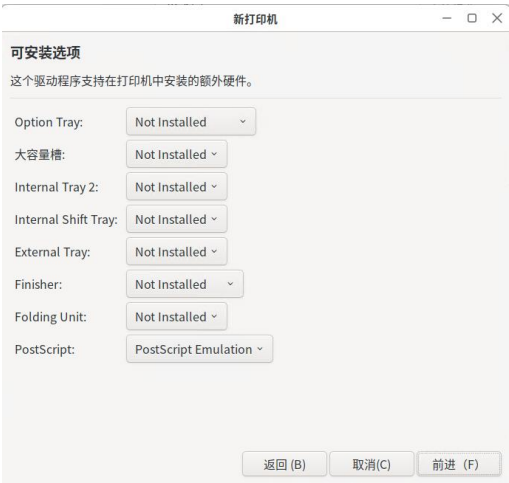 新打印机
可安装选项
这个驱动程序支持在打印机中安装的额外硬件。
Option Tray: Not Installed
大容量槽: Not Installed
Internal Tray 2: Not Installed
Internal Shift Tray: Not Installed
External Tray: Not Installed
Finisher: Not Installed
Folding Unit: Not Installed
PostScript: PostScript Emulation
返回 (B) 取消(C) 前进（F）